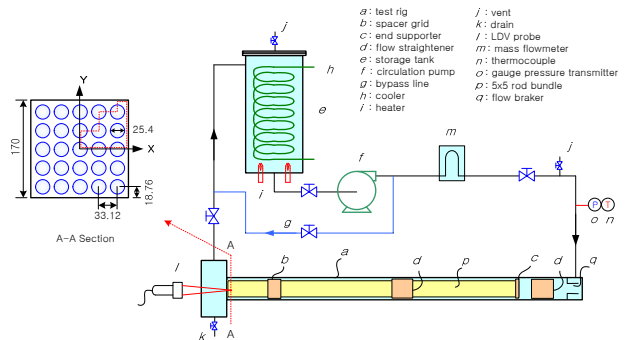 a : test rig
b : spacer grid
c : end supporter
d : flow straightener
e : storage tank
f : circulation pump
g : bypass line
h : cooler
i : heater
j : vent
k : drain
l : LDV probe
m : mass flowmeter
n : thermocouple
o : gauge pressure transmitter
p : 5x5 rod bundle
q : flow braker
j
h
e
i
f
m
j
P T
o n
g
Y
X
170
25.4
18.76
33.12
A-A Section
A
a
b
d
p
c
d
q
l
k
A